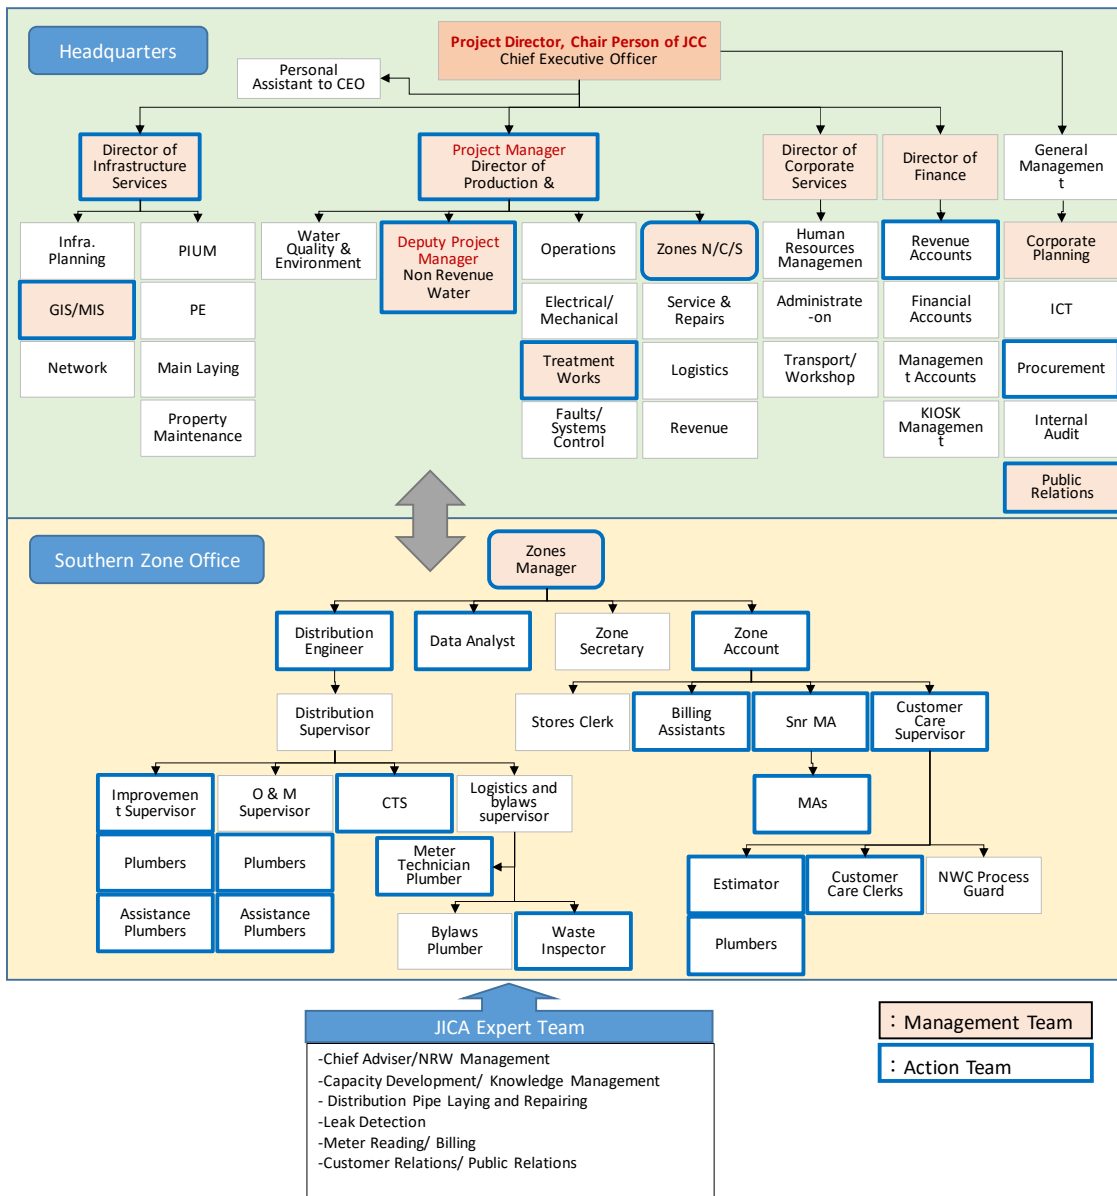 Headquarters
Project Director, Chair Person of JCC
Chief Executive Officer
Personal
Assistant to CEO
Director of
Infrastructure
Services
Project Manager
Director of
Production &
Director of
Corporate
Services
Director of
Finance
General
Managemen
t
Infra.
Planning
PIUM
Water
Quality &
Environment
Deputy Project
Manager
Non Revenue
Water
Operations
Zones N/C/S
Human
Resources
Managemen
Revenue
Accounts
Corporate
Planning
GIS/MIS
PE
Electrical/
Mechanical
Service &
Repairs
Administrate
-on
Financial
Accounts
ICT
Network
Main Laying
Treatment
Works
Logistics
Transport/
Workshop
Managemen
t Accounts
Procurement
Property
Maintenance
Faults/
Systems
Control
Revenue
KIOSK
Managemen
t
Internal
Audit
Public
Relations
Southern Zone Office
Zones
Manager
Distribution
Engineer
Data Analyst
Zone
Secretary
Zone
Account
Distribution
Supervisor
Stores Clerk
Billing
Assistants
Snr MA
Customer
Care
Supervisor
Improvemen
t Supervisor
O & M
Supervisor
CTS
Logistics and
bylaws
supervisor
MAs
Plumbers
Plumbers
Meter
Technician
Plumber
Estimator
Customer
Care Clerks
NWC Process
Guard
Assistance
Plumbers
Assistance
Plumbers
Bylaws
Plumber
Waste
Inspector
Plumbers
JICA Expert Team
-Chief Adviser/NRW Management
-Capacity Development/ Knowledge Management
- Distribution Pipe Laying and Repairing
-Leak Detection
-Meter Reading/ Billing
-Customer Relations/ Public Relations
: Management Team
: Action Team